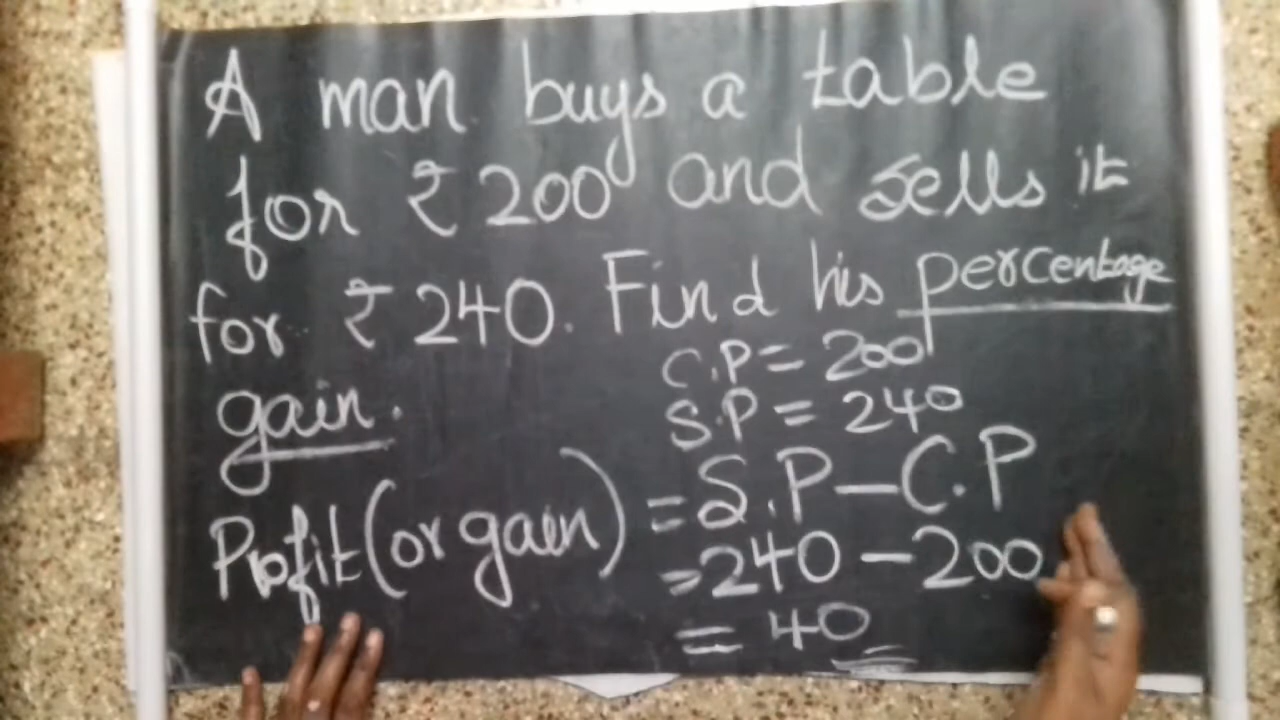 A man buys a table
for ₹ 200 and sells it
for ₹ 240. Find his percentage
gain.
C.P = 200
S.P = 240
Profit (or gain) = S.P - C.P
= 240 - 200
= 40